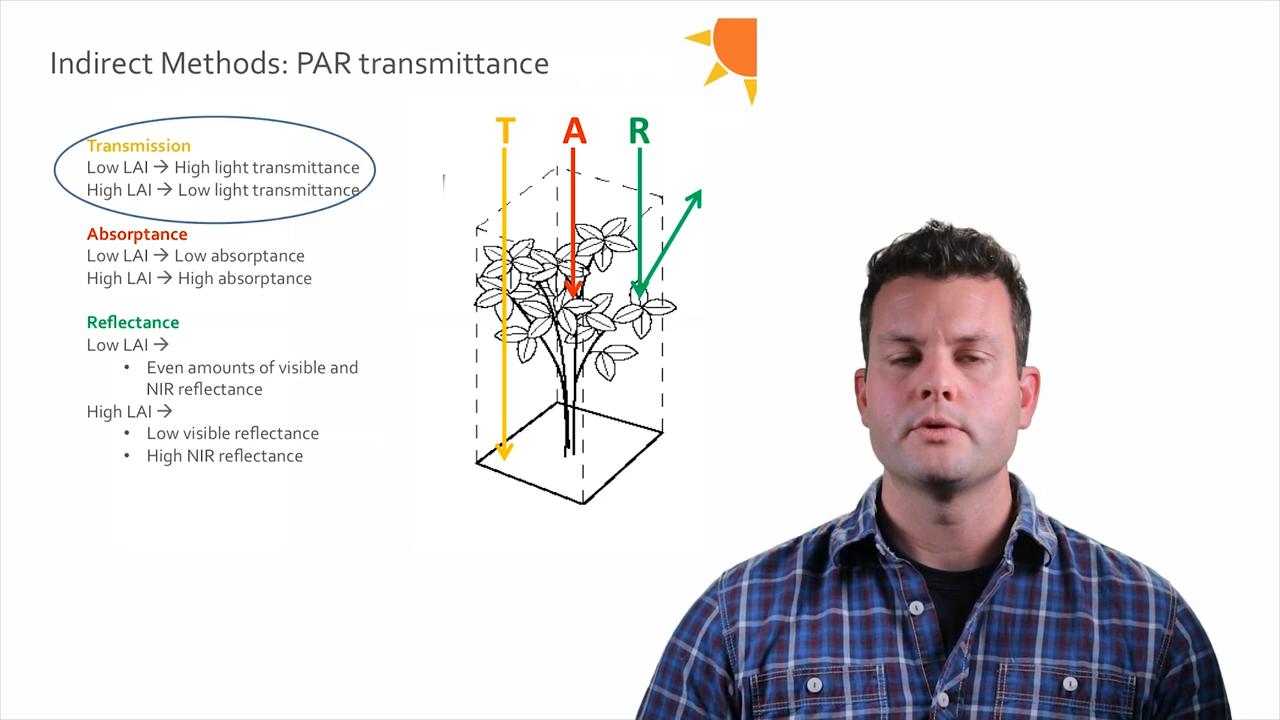 Indirect Methods: PAR transmittance
T A R
Transmission
Low LAI → High light transmittance
High LAI → Low light transmittance
Absorptance
Low LAI → Low absorptance
High LAI → High absorptance
Reflectance
Low LAI →
• Even amounts of visible and
NIR reflectance
High LAI →
• Low visible reflectance
• High NIR reflectance